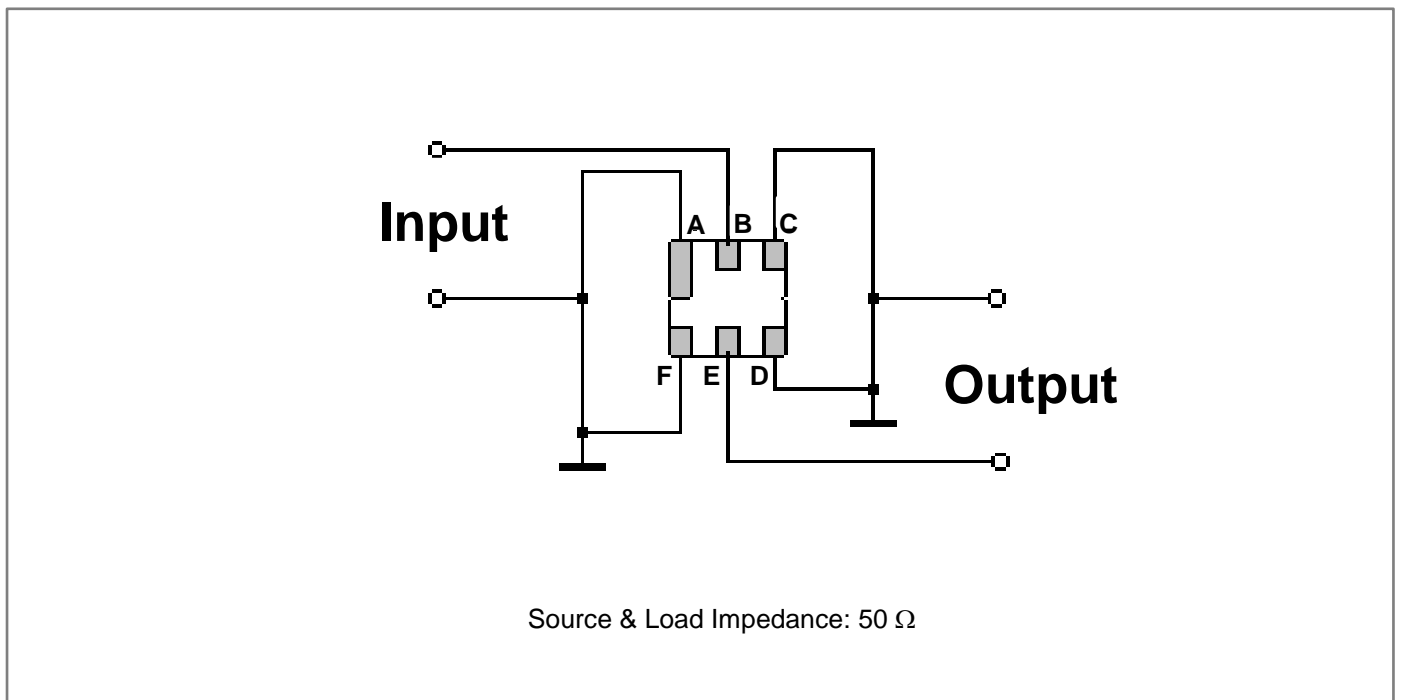 Input
A B C
F E D
Output
Source & Load Impedance: 50 Ω